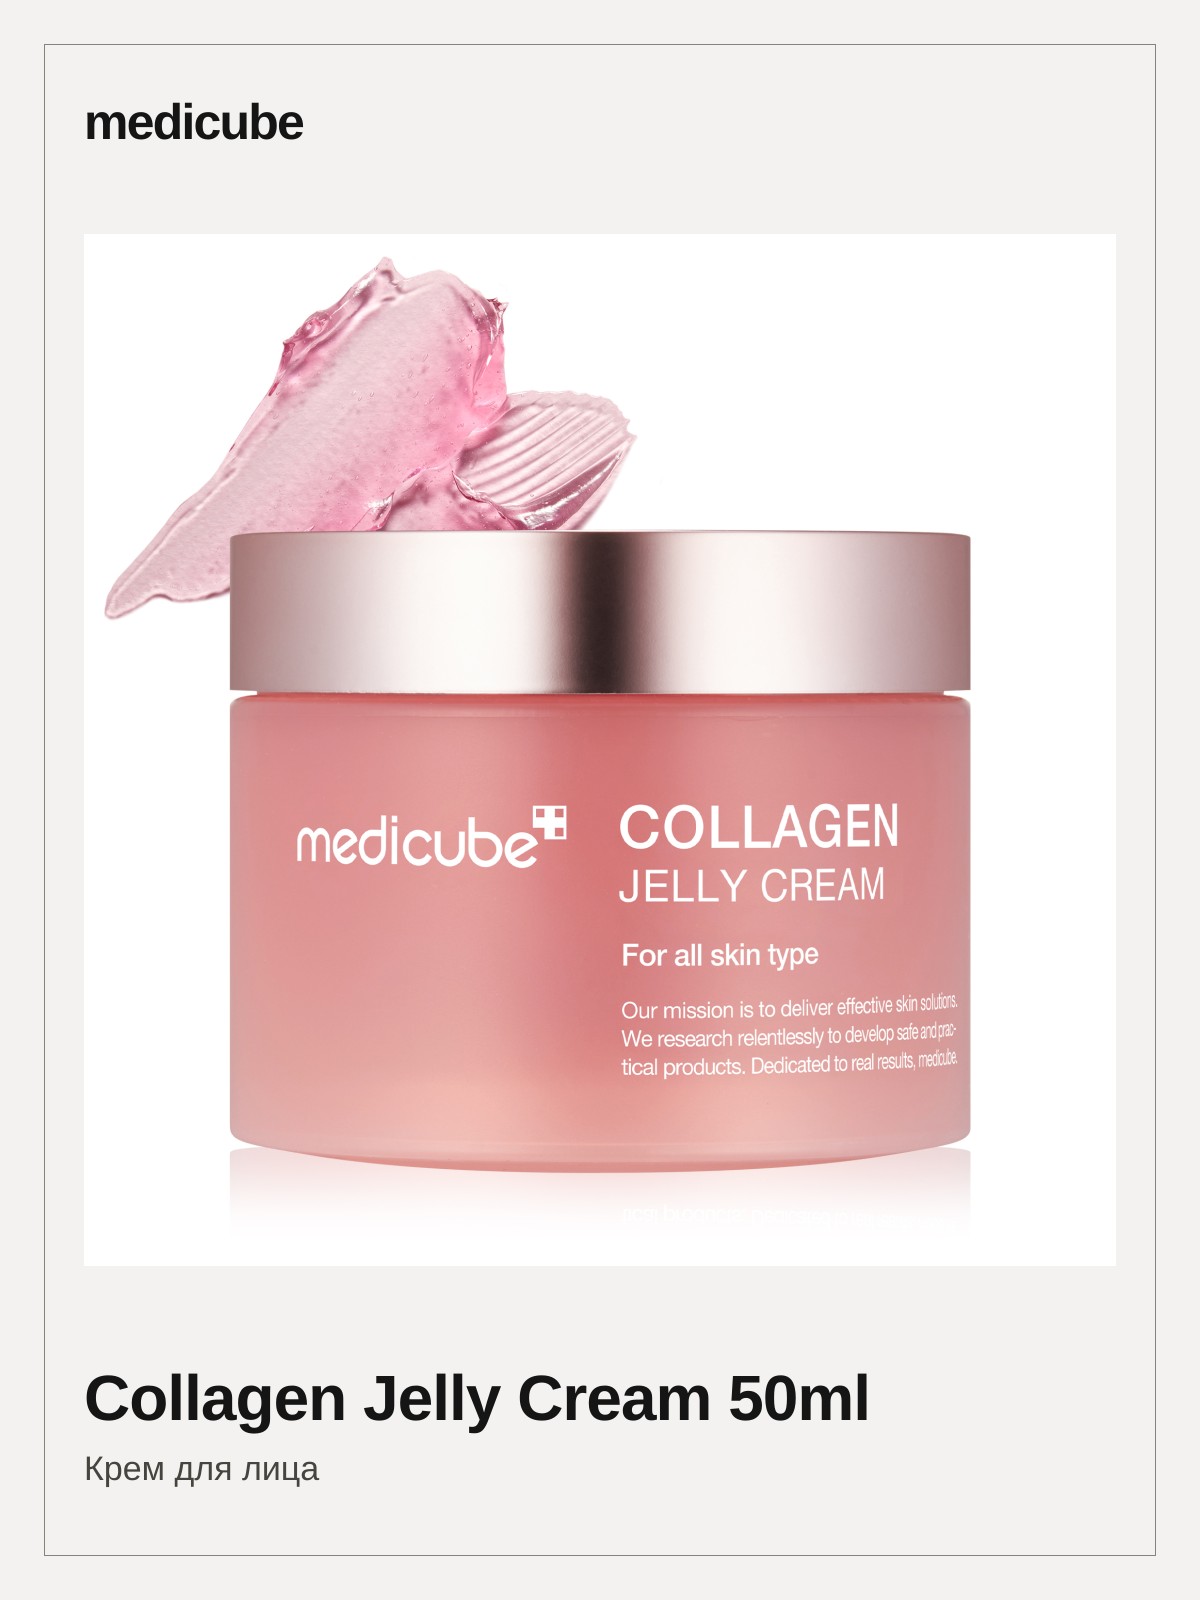 medicube
medicube
COLLAGEN
JELLY CREAM
For all skin type
Our mission is to deliver effective skin solutions.
We research relentlessly to develop safe and prac-
tical products. Dedicated to real results, medicube.
Collagen Jelly Cream 50ml
Крем для лица